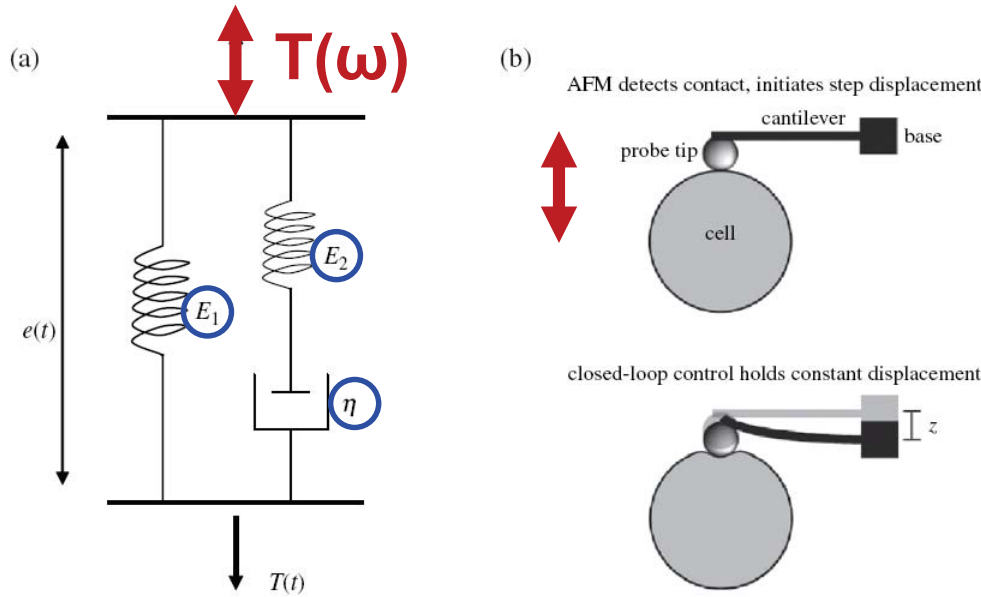 (a)
T(ω)
e(t)
E1
E2
η
T(t)
(b)
AFM detects contact, initiates step displacement
cantilever
base
probe tip
cell
closed-loop control holds constant displacement
z